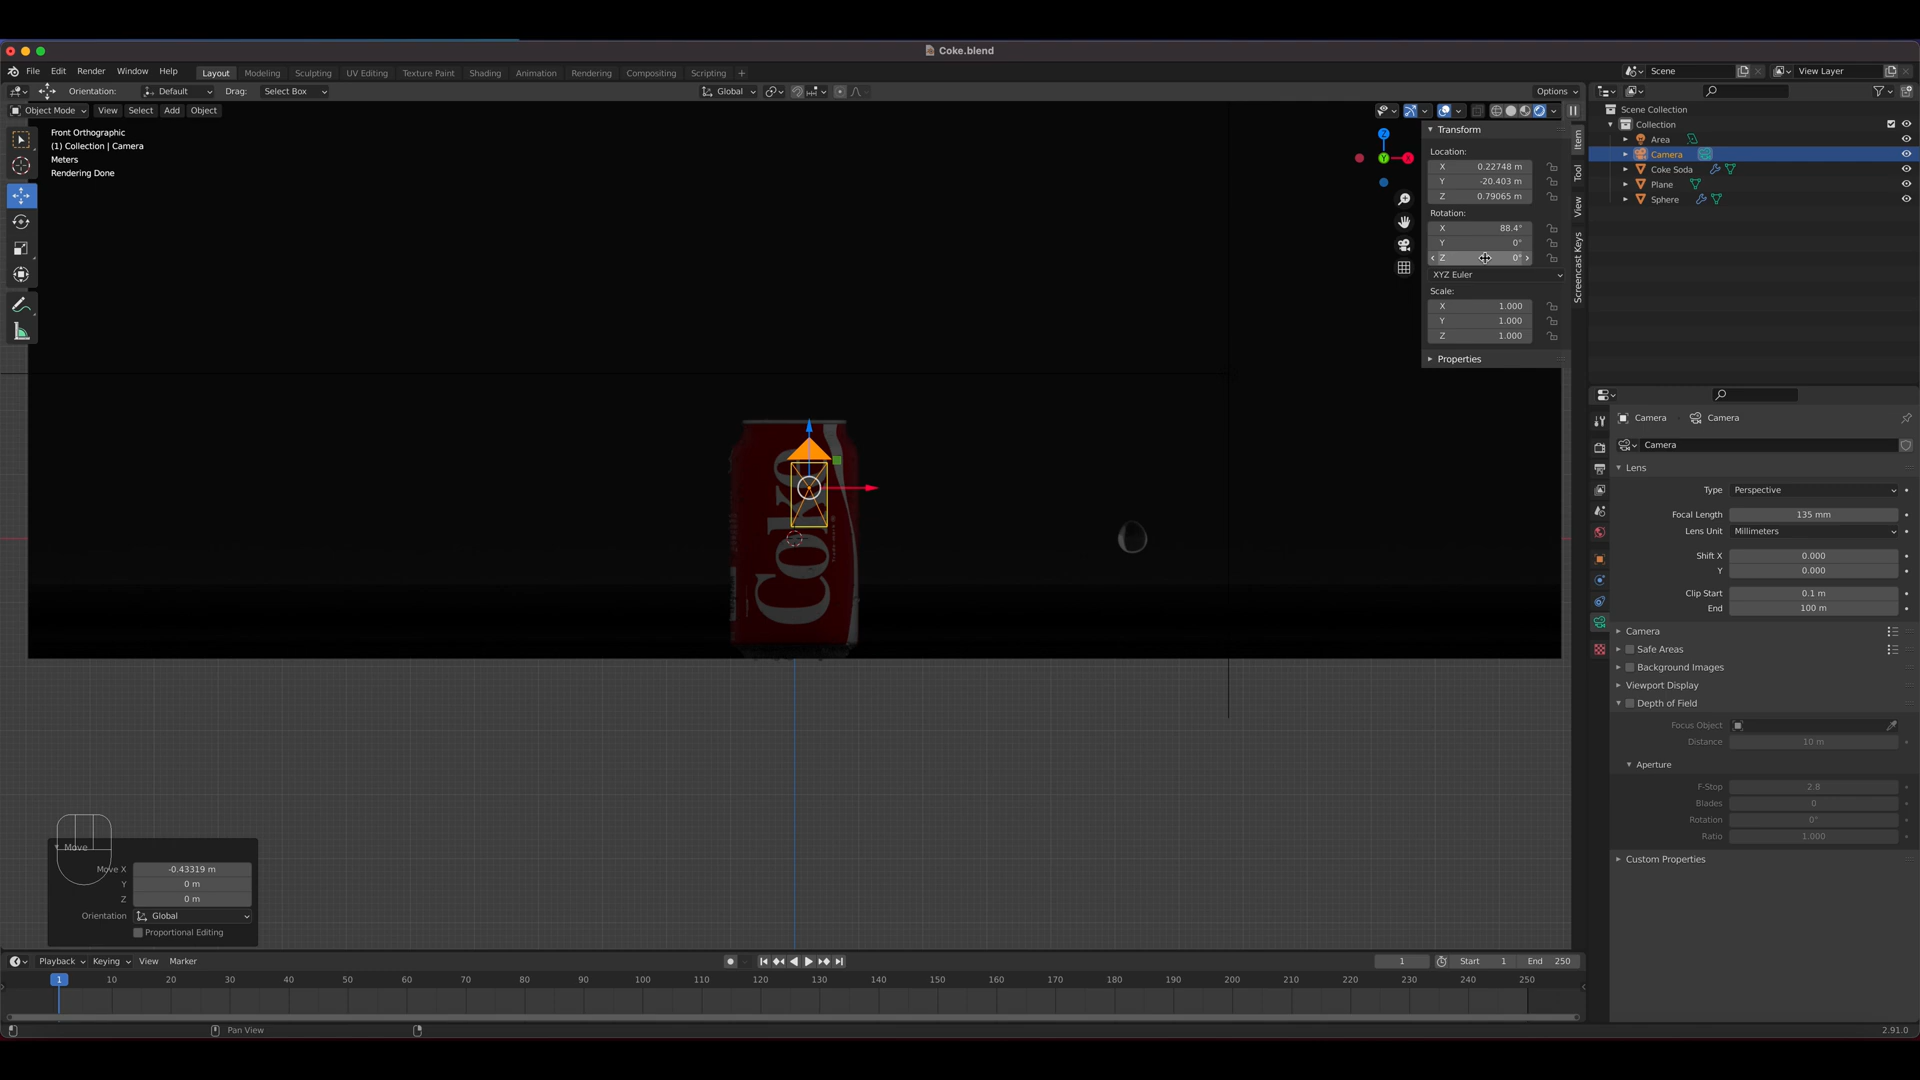 Coke.blend
File Edit Render Window Help Layout Modeling Sculpting UV Editing Texture Paint Shading Animation Rendering Compositing Scripting + Scene View Layer
Orientation: Default Drag: Select Box Global Options
Object Mode View Select Add Object
Front Orthographic
(1) Collection | Camera
Meters
Rendering Done
Transform
Location:
X 0.22748 m
Y -20.403 m
Z 0.79065 m
Rotation:
X 88.4°
Y 0°
Z 0°
XYZ Euler
Scale:
X 1.000
Y 1.000
Z 1.000
Properties
Item
Tool
View
Screencast Keys
Z
Y
X
Coke
Scene Collection
Collection
Area
Camera
Coke Soda
Plane
Sphere
Camera Camera
Camera
Lens
Type Perspective
Focal Length 135 mm
Lens Unit Millimeters
Shift X 0.000
Y 0.000
Clip Start 0.1 m
End 100 m
Camera
Safe Areas
Background Images
Viewport Display
Depth of Field
Focus Object
Distance 10 m
Aperture
F-Stop 2.8
Blades 0
Rotation 0°
Ratio 1.000
Custom Properties
Move
Move X -0.43319 m
Y 0 m
Z 0 m
Orientation Global
Proportional Editing
Playback Keying View Marker 1 Start 1 End 250
1 10 20 30 40 50 60 70 80 90 100 110 120 130 140 150 160 170 180 190 200 210 220 230 240 250
Pan View 2.91.0